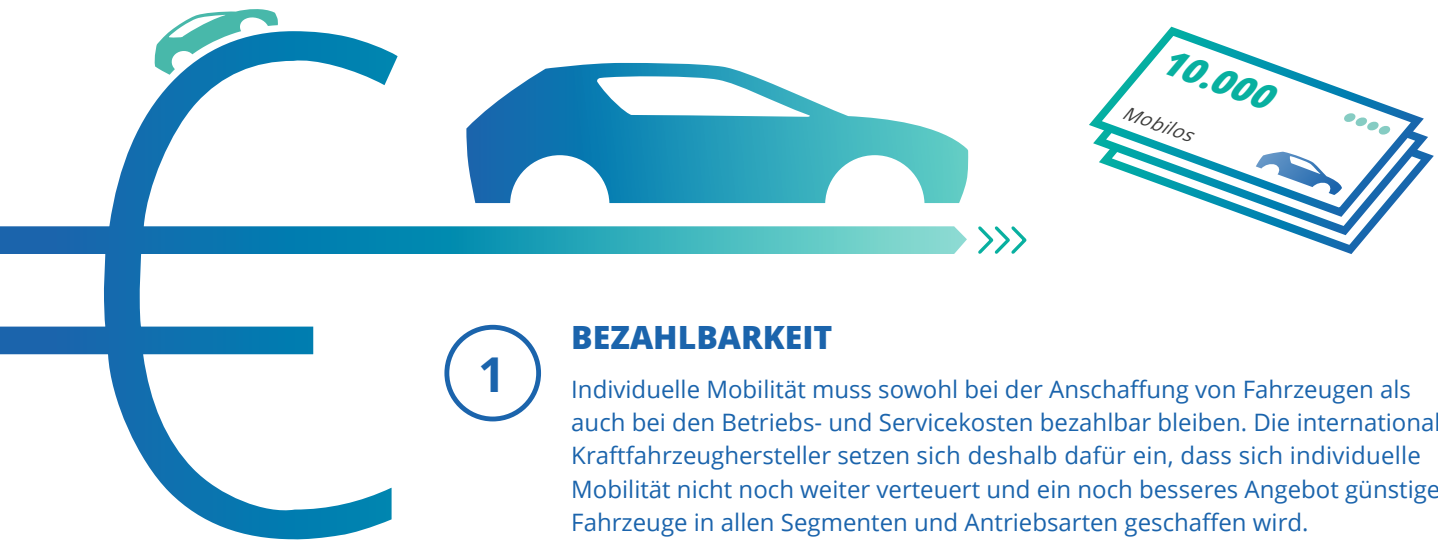 10.000
Mobilos
1
BEZAHLBARKEIT
Individuelle Mobilität muss sowohl bei der Anschaffung von Fahrzeugen als
auch bei den Betriebs- und Servicekosten bezahlbar bleiben. Die international
Kraftfahrzeughersteller setzen sich deshalb dafür ein, dass sich individuelle
Mobilität nicht noch weiter verteuert und ein noch besseres Angebot günstige
Fahrzeuge in allen Segmenten und Antriebsarten geschaffen wird.